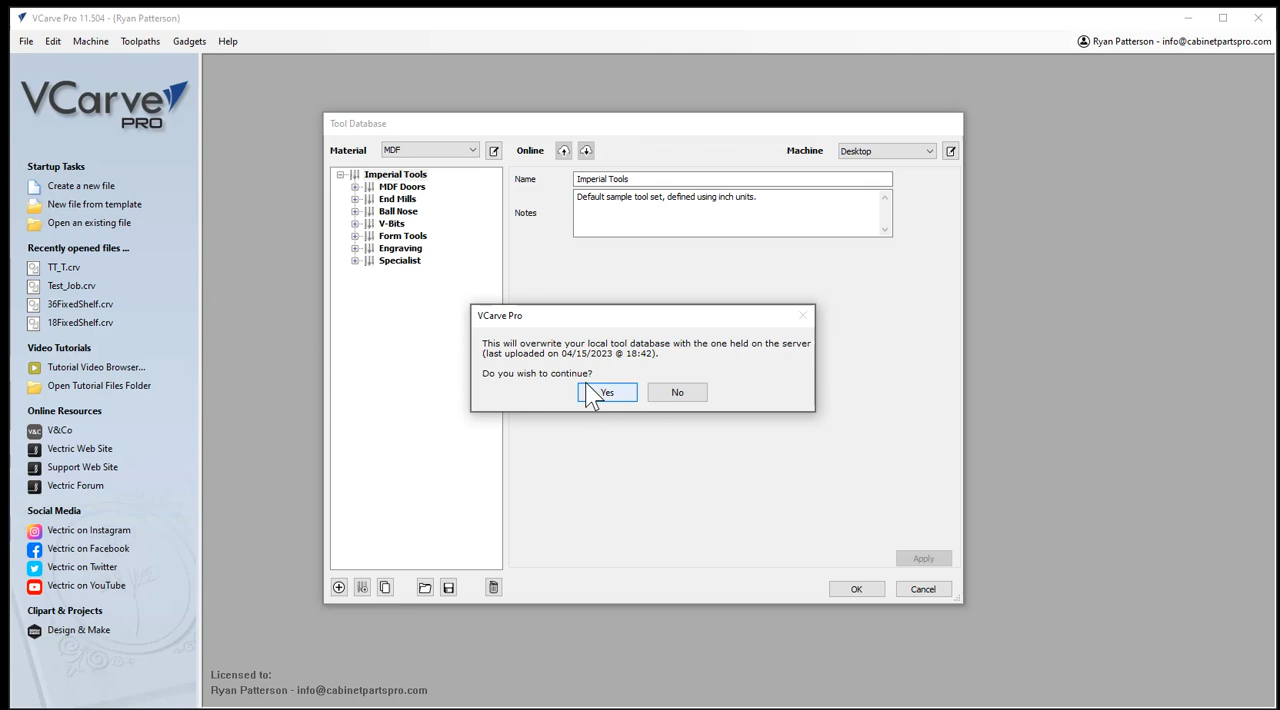 VCarve Pro 11.504 - (Ryan Patterson)
File Edit Machine Toolpaths Gadgets Help
Ryan Patterson - info@cabinetpartspro.com
VCarve
PRO
Startup Tasks
Create a new file
New file from template
Open an existing file
Recently opened files ...
TT_T.crv
Test_Job.crv
36FixedShelf.crv
18FixedShelf.crv
Video Tutorials
Tutorial Video Browser...
Open Tutorial Files Folder
Online Resources
V&C
V&Co
Vectric Web Site
Support Web Site
Vectric Forum
Social Media
Vectric on Instagram
Vectric on Facebook
Vectric on Twitter
Vectric on YouTube
Clipart & Projects
Design & Make
Tool Database
Material MDF Online Machine Desktop
Imperial Tools
MDF Doors
End Mills
Ball Nose
V-Bits
Form Tools
Engraving
Specialist
Name Imperial Tools
Notes Default sample tool set, defined using inch units.
VCarve Pro
This will overwrite your local tool database with the one held on the server
(last uploaded on 04/15/2023 @ 18:42).
Do you wish to continue?
Yes No
Apply
OK Cancel
Licensed to:
Ryan Patterson - info@cabinetpartspro.com